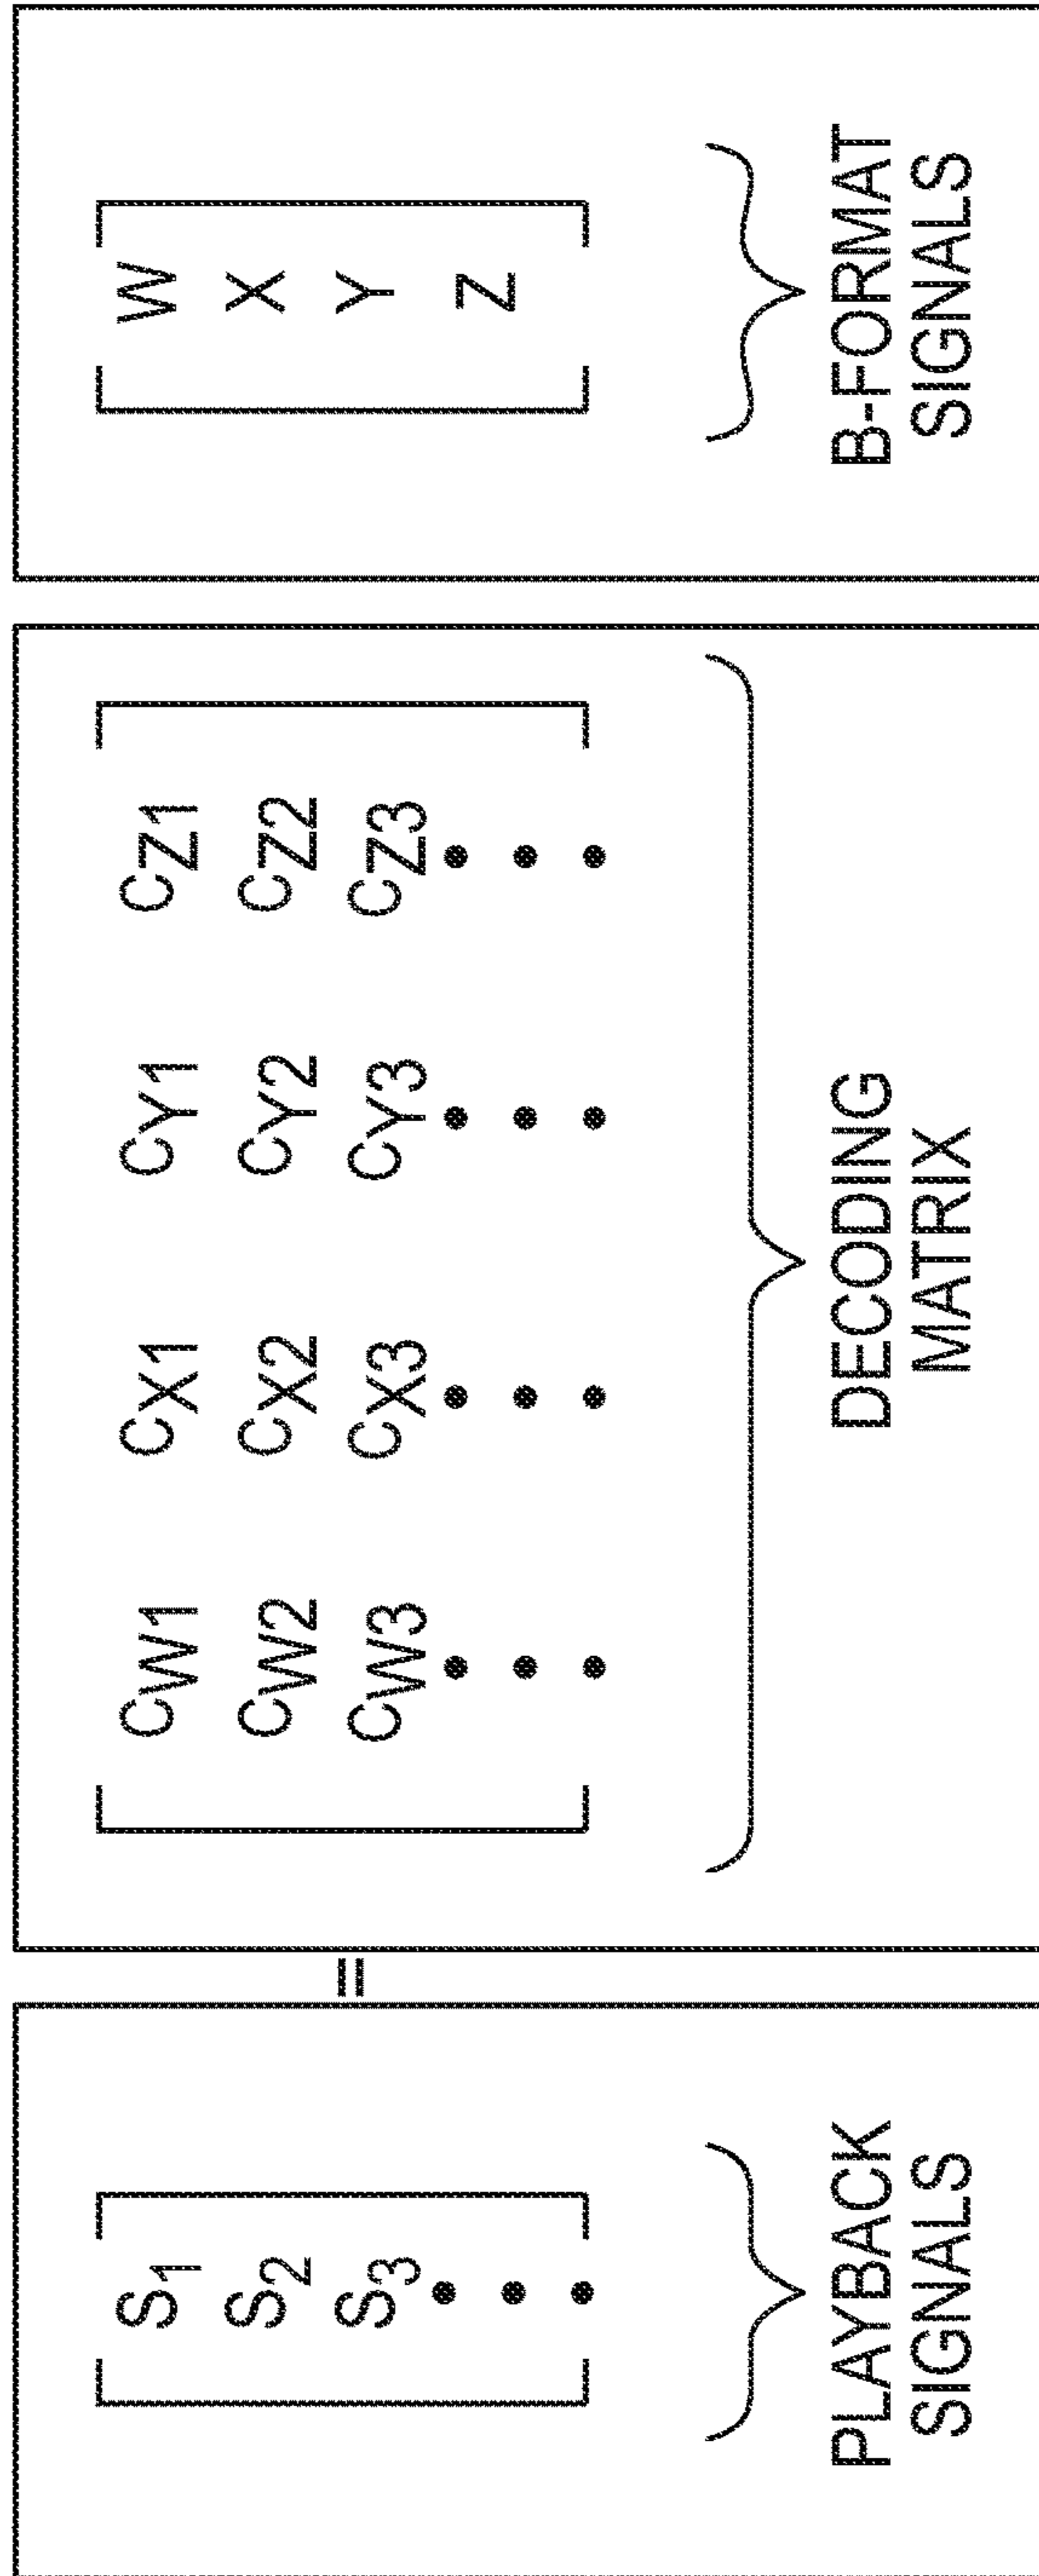 S1
S2
S3
PLAYBACK
SIGNALS
=
CW1 CX1 CY1 CZ1
CW2 CX2 CY2 CZ2
CW3 CX3 CY3 CZ3
DECODING
MATRIX
W
X
Y
Z
B-FORMAT
SIGNALS